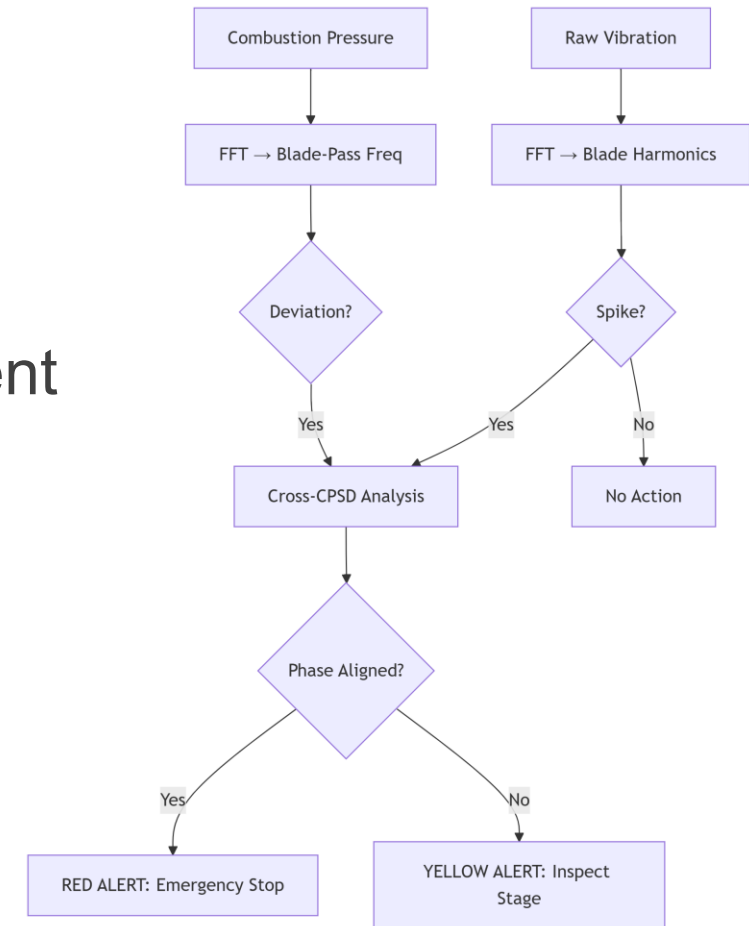 Combustion Pressure
Raw Vibration
FFT → Blade-Pass Freq
FFT → Blade Harmonics
Deviation?
Spike?
Yes
Yes
No
Cross-CPSD Analysis
No Action
Phase Aligned?
Yes
No
RED ALERT: Emergency Stop
YELLOW ALERT: Inspect
Stage